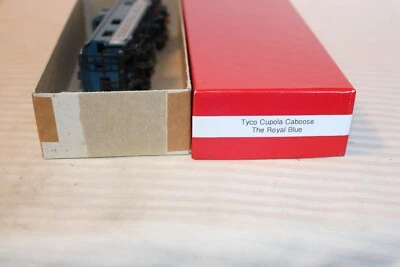 Tyco Cupola Caboose
The Royal Blue